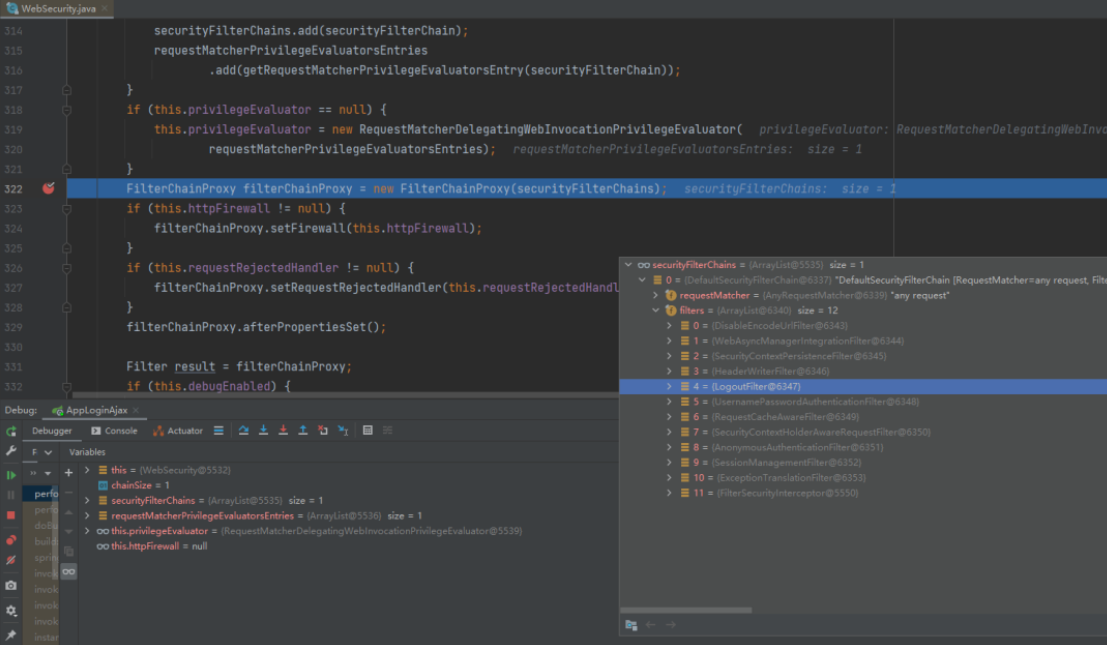 WebSecurity.java
314 securityFilterChains.add(securityFilterChain);
315 requestMatcherPrivilegeEvaluatorsEntries
316 .add(getRequestMatcherPrivilegeEvaluatorsEntry(securityFilterChain));
317 }
318 if (this.privilegeEvaluator == null) {
319 this.privilegeEvaluator = new RequestMatcherDelegatingWebInvocationPrivilegeEvaluator( privilegeEvaluator: RequestMatcherDelegatingWebInvo
320 requestMatcherPrivilegeEvaluatorsEntries); requestMatcherPrivilegeEvaluatorsEntries: size = 1
321 }
322 FilterChainProxy filterChainProxy = new FilterChainProxy(securityFilterChains); securityFilterChains: size = 1
323 if (this.httpFirewall != null) {
324 filterChainProxy.setFirewall(this.httpFirewall);
325 }
326 if (this.requestRejectedHandler != null) {
327 filterChainProxy.setRequestRejectedHandler(this.requestRejectedHandl
328 }
329 filterChainProxy.afterPropertiesSet();
330
331 Filter result = filterChainProxy;
332 if (this.debugEnabled) {
securityFilterChains = (ArrayList@5535) size = 1
0 = (DefaultSecurityFilterChain@6337) "DefaultSecurityFilterChain [RequestMatcher=any request, Filte
requestMatcher = (AnyRequestMatcher@6339) "any request"
filters = (ArrayList@6340) size = 12
0 = (DisableEncodeUrlFilter@6343)
1 = (WebAsyncManagerIntegrationFilter@6344)
2 = (SecurityContextPersistenceFilter@6345)
3 = (HeaderWriterFilter@6346)
4 = (LogoutFilter@6347)
5 = (UsernamePasswordAuthenticationFilter@6348)
6 = (RequestCacheAwareFilter@6349)
7 = (SecurityContextHolderAwareRequestFilter@6350)
8 = (AnonymousAuthenticationFilter@6351)
9 = (SessionManagementFilter@6352)
10 = (ExceptionTranslationFilter@6353)
11 = (FilterSecurityInterceptor@5550)
Debug: AppLoginAjax
Debugger Console Actuator
F Variables
this = {WebSecurity@5532}
chainSize = 1
securityFilterChains = {ArrayList@5535} size = 1
requestMatcherPrivilegeEvaluatorsEntries = {ArrayList@5536} size = 1
this.privilegeEvaluator = {RequestMatcherDelegatingWebInvocationPrivilegeEvaluator@5539}
this.httpFirewall = null
perfo
perfo
doBu
build
sprin
invok
invok
invok
invok
instar